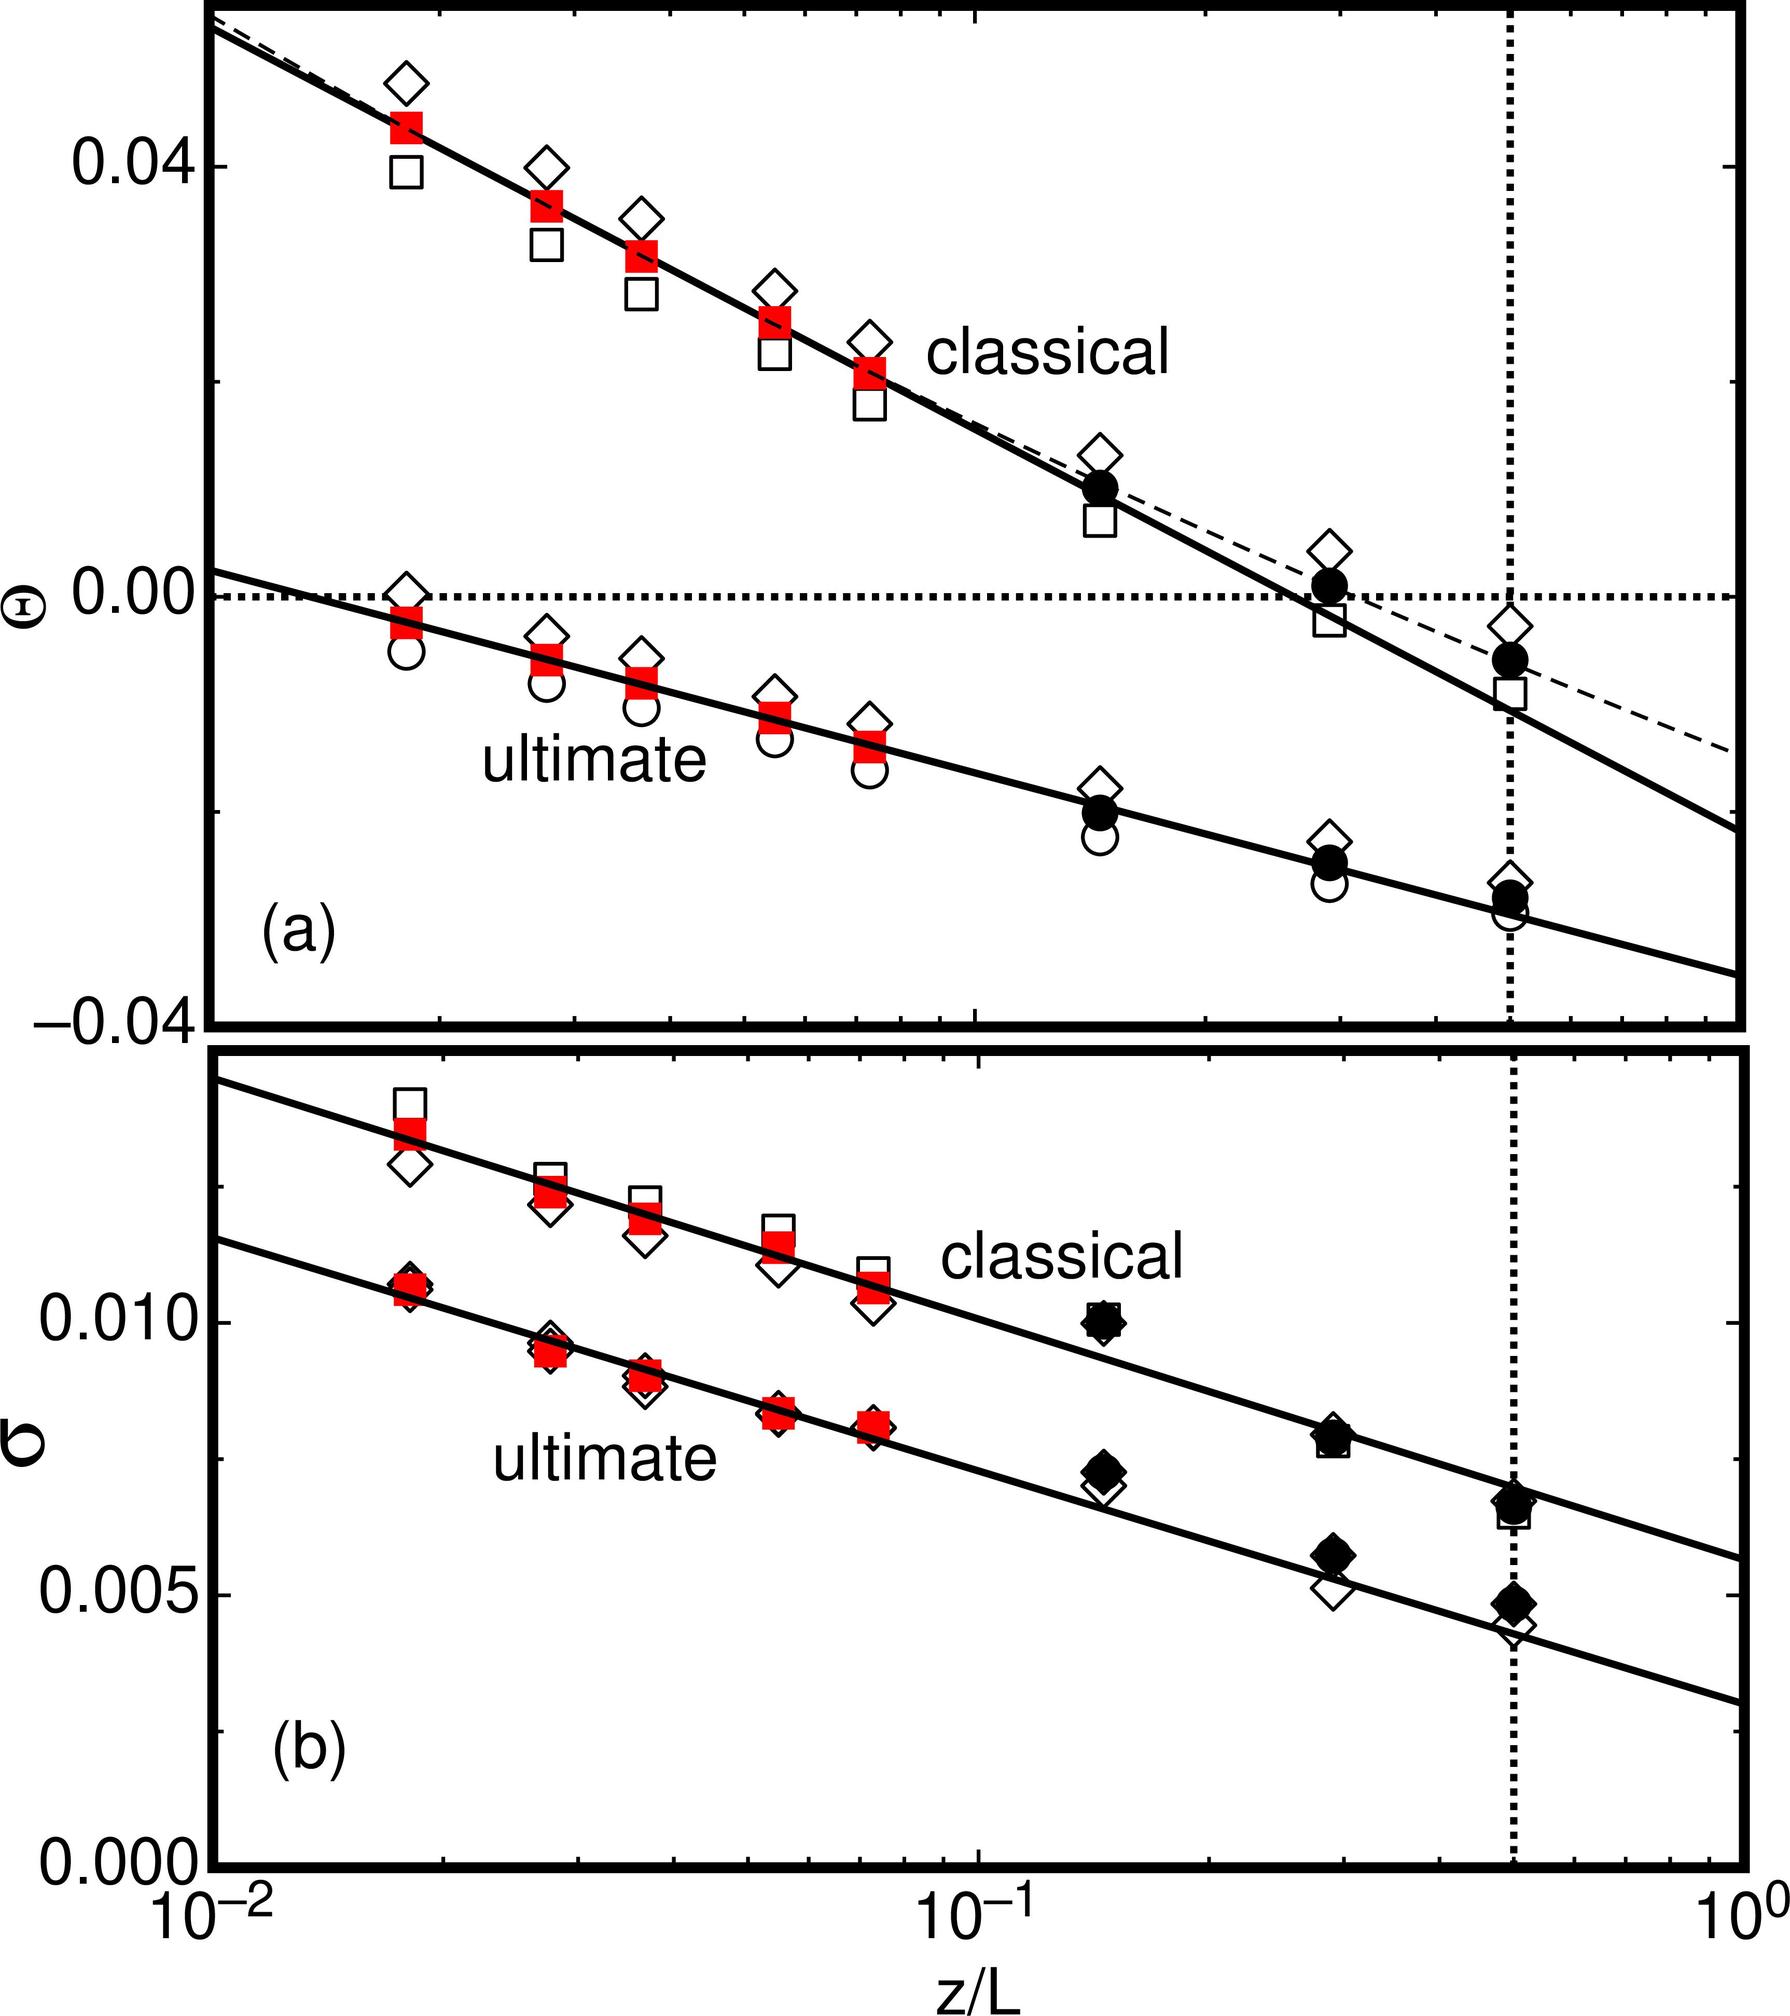 0.04
classical
Θ 0.00
ultimate
(a)
−0.04
classical
0.010
σ
ultimate
0.005
(b)
0.000
10⁻² 10⁻¹ 10⁰
z/L